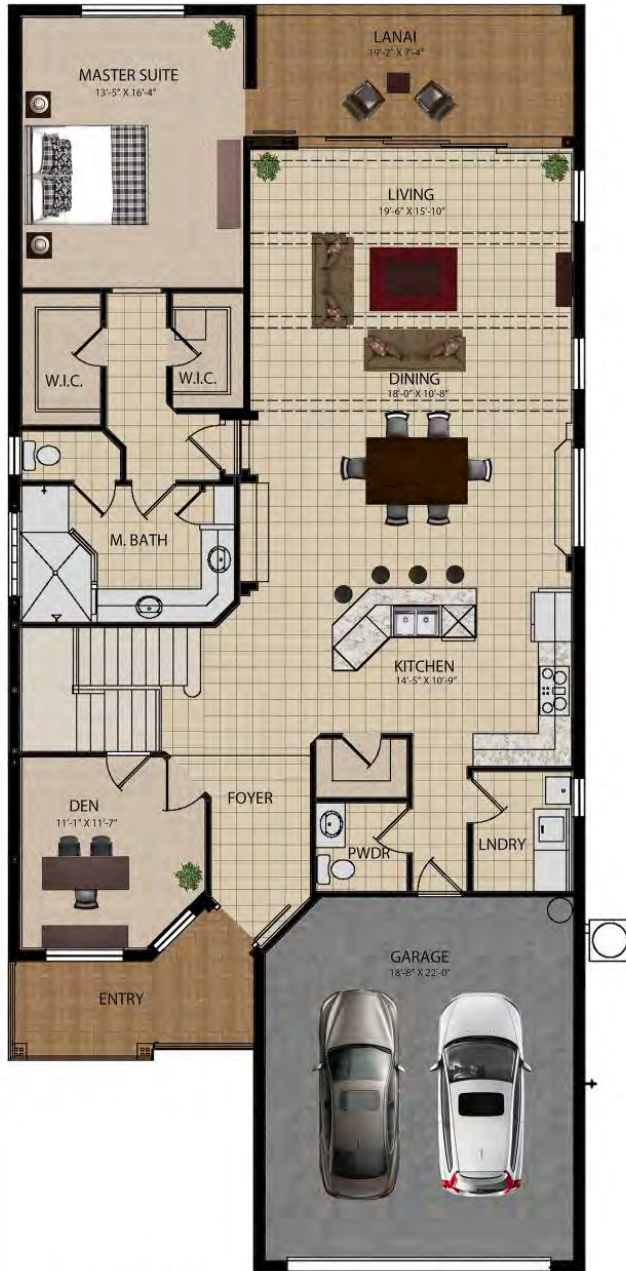 LANAI
19'-2" X 7'-4"
MASTER SUITE
13'-5" X 16'-4"
LIVING
19'-6" X 15'-10"
W.I.C.
W.I.C.
DINING
18'-0" X 10'-8"
M. BATH
KITCHEN
14'-5" X 10'-9"
DEN
11'-1" X 11'-7"
FOYER
PWDR
LNDRY
GARAGE
18'-8" X 22'-0"
ENTRY